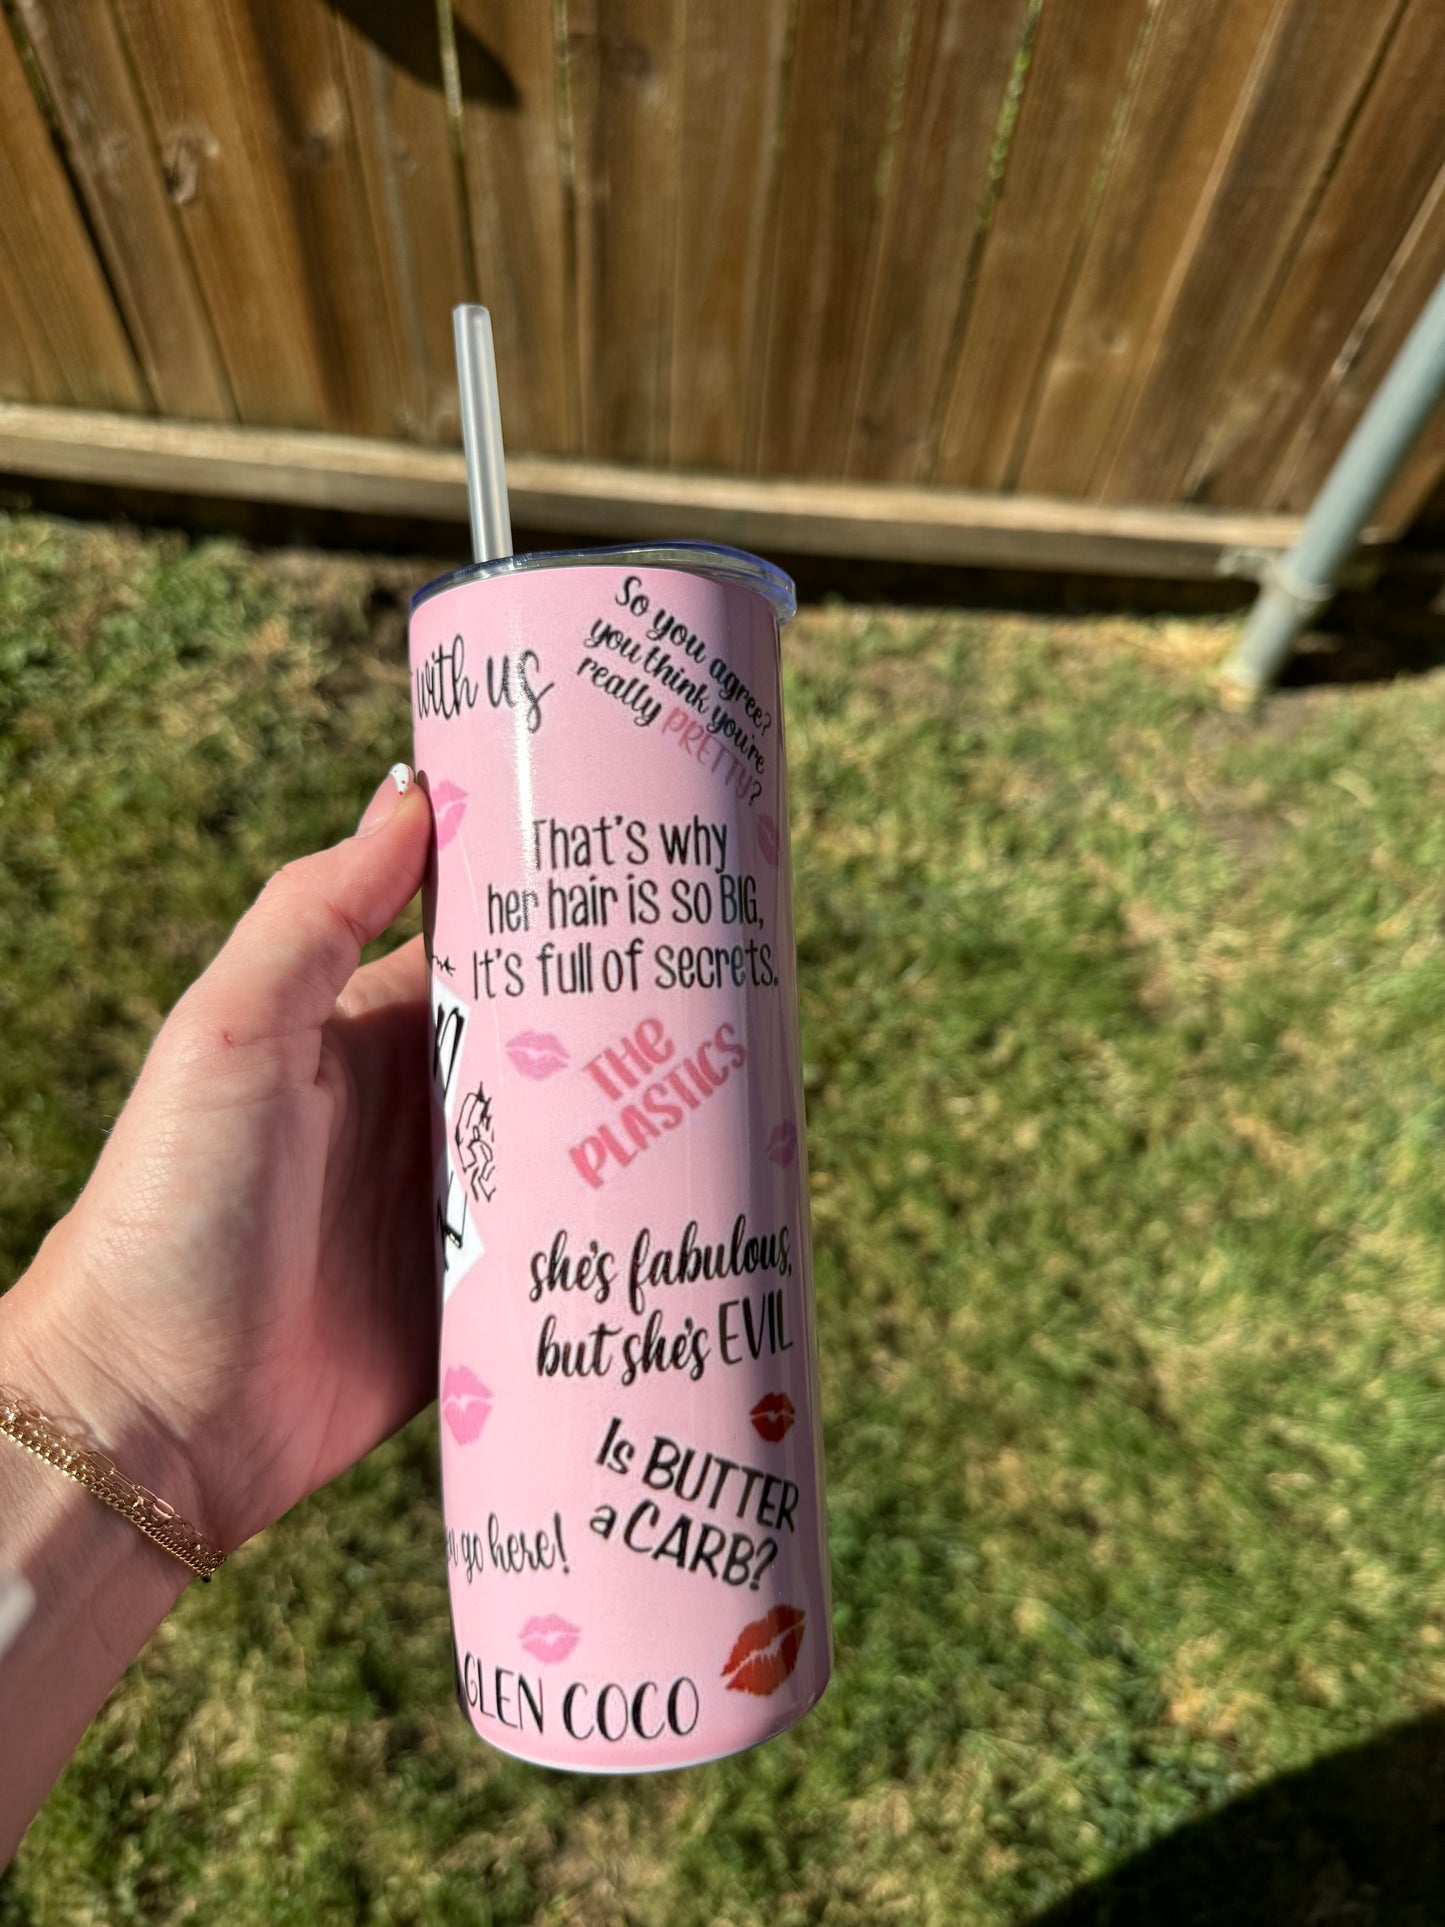 with us
So you agree?
you think you're
really PRETTY?
That's why
her hair is so BIG,
It's full of secrets.
THE
PLASTICS
she's fabulous,
but she's EVIL
Is BUTTER
a CARB?
go here!
GLEN COCO